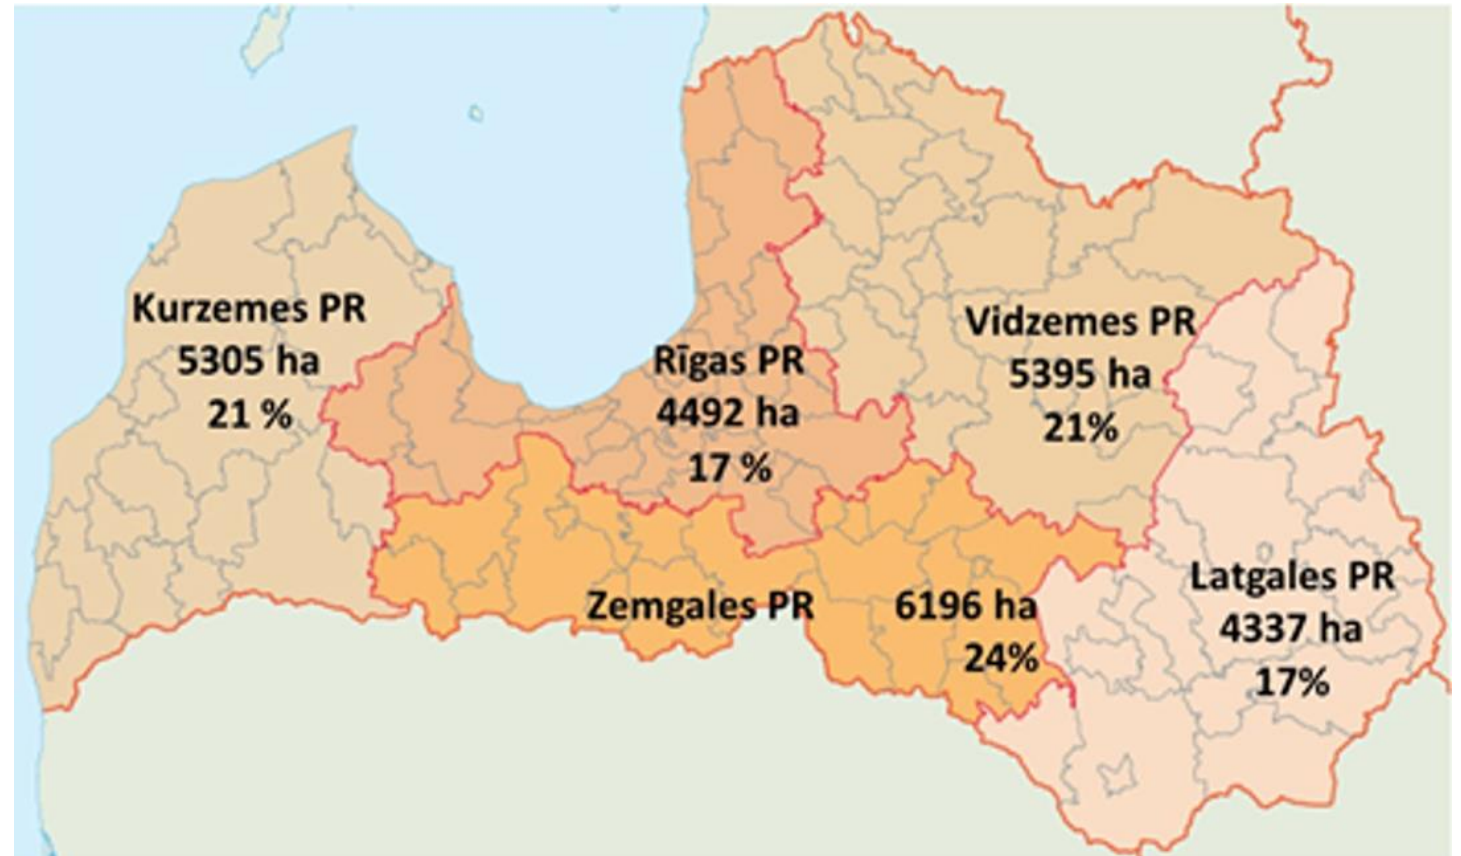 Kurzemes PR
5305 ha
21 %
Rīgas PR
4492 ha
17 %
Vidzemes PR
5395 ha
21%
Zemgales PR
6196 ha
24%
Latgales PR
4337 ha
17%